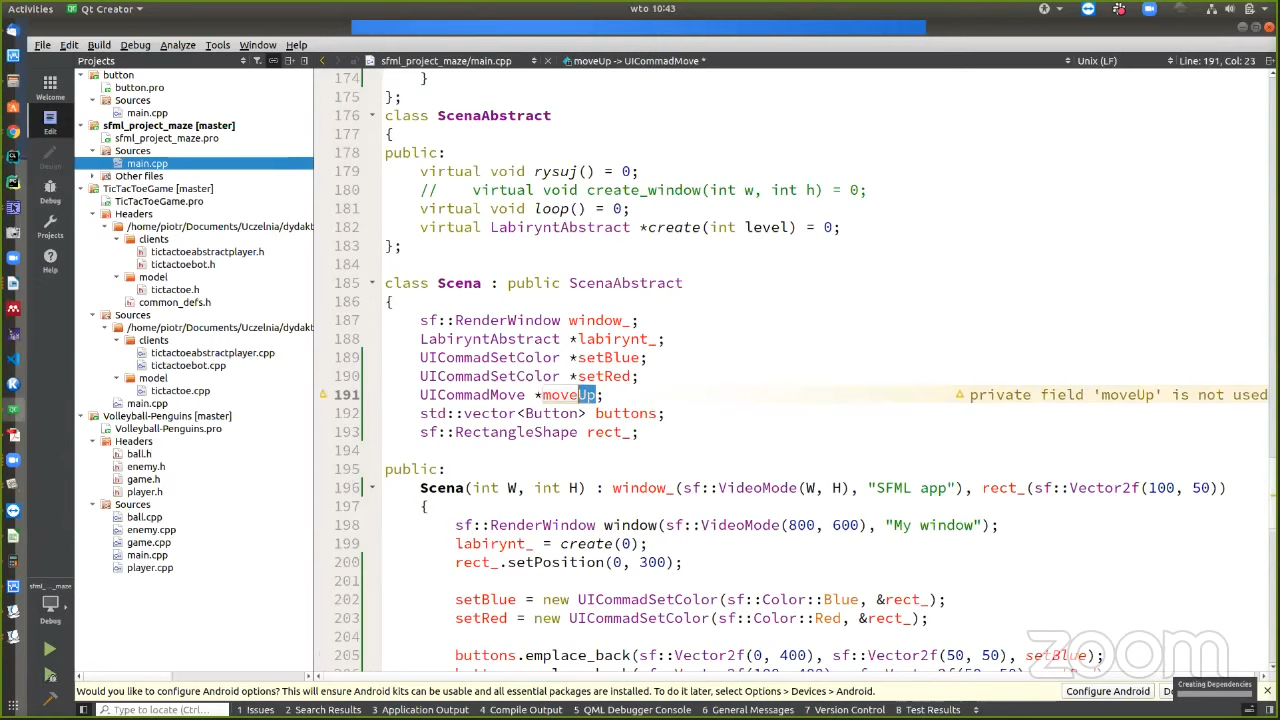 Activities Qt Creator wto 10:43
File Edit Build Debug Analyze Tools Window Help
Projects sfml_project_maze/main.cpp moveUp -> UICommadMove * Unix (LF) Line: 191, Col: 23
Welcome
Edit
Design
Debug
Projects
Help
sfml_..._maze
Debug
button
button.pro
Sources
main.cpp
sfml_project_maze [master]
sfml_project_maze.pro
Sources
main.cpp
Other files
TicTacToeGame [master]
TicTacToeGame.pro
Headers
/home/piotr/Documents/Uczelnia/dydakt
clients
tictactoeabstractplayer.h
tictactoebot.h
model
tictactoe.h
common_defs.h
Sources
/home/piotr/Documents/Uczelnia/dydakt
clients
tictactoeabstractplayer.cpp
tictactoebot.cpp
model
tictactoe.cpp
main.cpp
Volleyball-Penguins [master]
Volleyball-Penguins.pro
Headers
ball.h
enemy.h
game.h
player.h
Sources
ball.cpp
enemy.cpp
game.cpp
main.cpp
player.cpp
174 }
175 };
176 class ScenaAbstract
177 {
178 public:
179 virtual void rysuj() = 0;
180 // virtual void create_window(int w, int h) = 0;
181 virtual void loop() = 0;
182 virtual LabiryntAbstract *create(int level) = 0;
183 };
184
185 class Scena : public ScenaAbstract
186 {
187 sf::RenderWindow window_;
188 LabiryntAbstract *labirynt_;
189 UICommadSetColor *setBlue;
190 UICommadSetColor *setRed;
191 UICommadMove *moveUp; private field 'moveUp' is not used
192 std::vector<Button> buttons;
193 sf::RectangleShape rect_;
194
195 public:
196 Scena(int W, int H) : window_(sf::VideoMode(W, H), "SFML app"), rect_(sf::Vector2f(100, 50))
197 {
198 sf::RenderWindow window(sf::VideoMode(800, 600), "My window");
199 labirynt_ = create(0);
200 rect_.setPosition(0, 300);
201
202 setBlue = new UICommadSetColor(sf::Color::Blue, &rect_);
203 setRed = new UICommadSetColor(sf::Color::Red, &rect_);
204
205 buttons.emplace_back(sf::Vector2f(0, 400), sf::Vector2f(50, 50), setBlue);
zoom
Creating Dependencies
Would you like to configure Android options? This will ensure Android kits can be usable and all essential packages are installed. To do it later, select Options > Devices > Android. Configure Android
Type to locate (Ctrl... 1 Issues 2 Search Results 3 Application Output 4 Compile Output 5 QML Debugger Console 6 General Messages 7 Version Control 8 Test Results